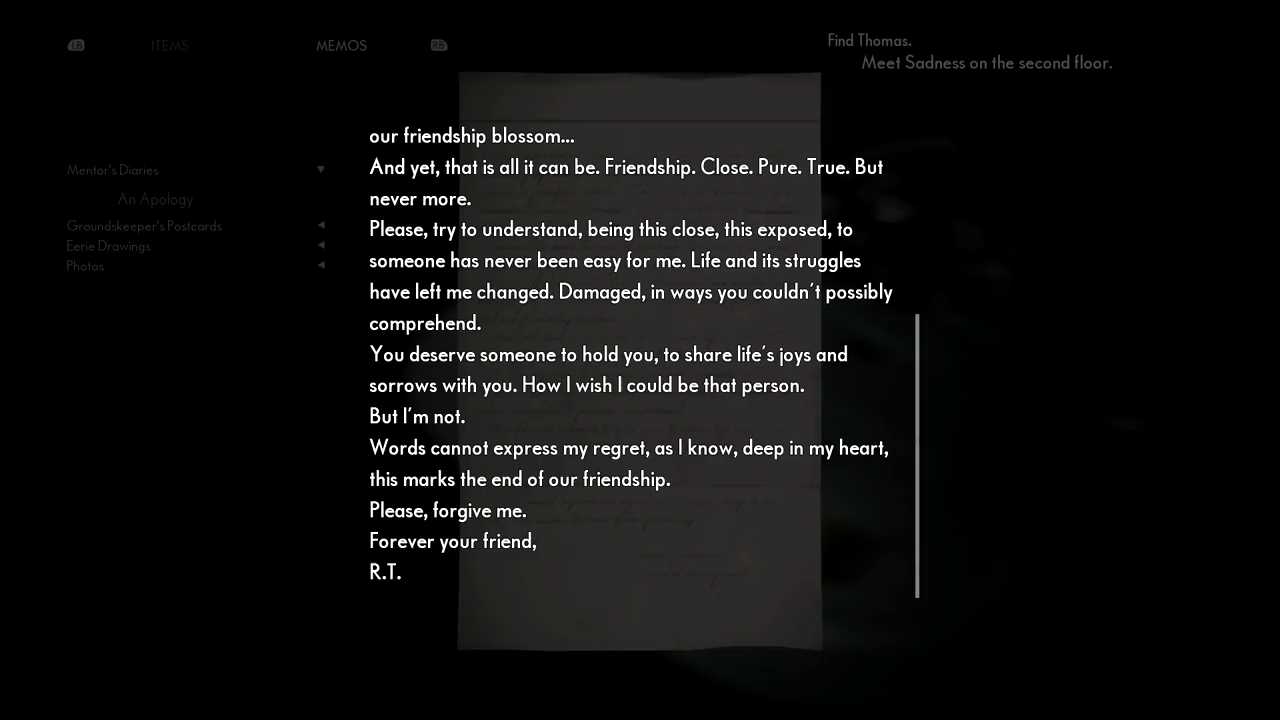 LB
ITEMS
MEMOS
RB
Find Thomas.
Meet Sadness on the second floor.
Mentor's Diaries
An Apology
Groundskeeper's Postcards
Eerie Drawings
Photos
our friendship blossom...
And yet, that is all it can be. Friendship. Close. Pure. True. But
never more.
Please, try to understand, being this close, this exposed, to
someone has never been easy for me. Life and its struggles
have left me changed. Damaged, in ways you couldn't possibly
comprehend.
You deserve someone to hold you, to share life's joys and
sorrows with you. How I wish I could be that person.
But I'm not.
Words cannot express my regret, as I know, deep in my heart,
this marks the end of our friendship.
Please, forgive me.
Forever your friend,
R.T.